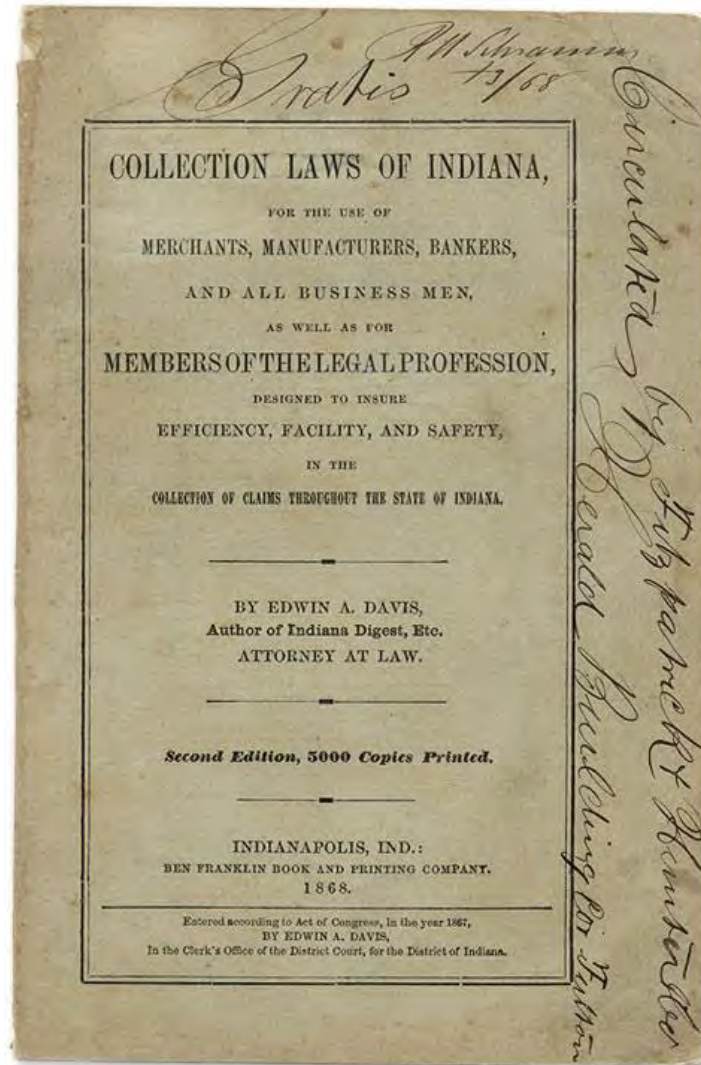 Gratis
/3/68
COLLECTION LAWS OF INDIANA,
FOR THE USE OF
MERCHANTS, MANUFACTURERS, BANKERS,
AND ALL BUSINESS MEN,
AS WELL AS FOR
MEMBERS OF THE LEGAL PROFESSION,
DESIGNED TO INSURE
EFFICIENCY, FACILITY, AND SAFETY,
IN THE
COLLECTION OF CLAIMS THROUGHOUT THE STATE OF INDIANA.
BY EDWIN A. DAVIS,
Author of Indiana Digest, Etc.
ATTORNEY AT LAW.
Second Edition, 5000 Copies Printed.
INDIANAPOLIS, IND.:
BEN FRANKLIN BOOK AND PRINTING COMPANY.
1868.
Entered according to Act of Congress, in the year 1867,
BY EDWIN A. DAVIS,
In the Clerk's Office of the District Court, for the District of Indiana.
Circulated by Fitzpatrick &
Herald Building Cor Fulton